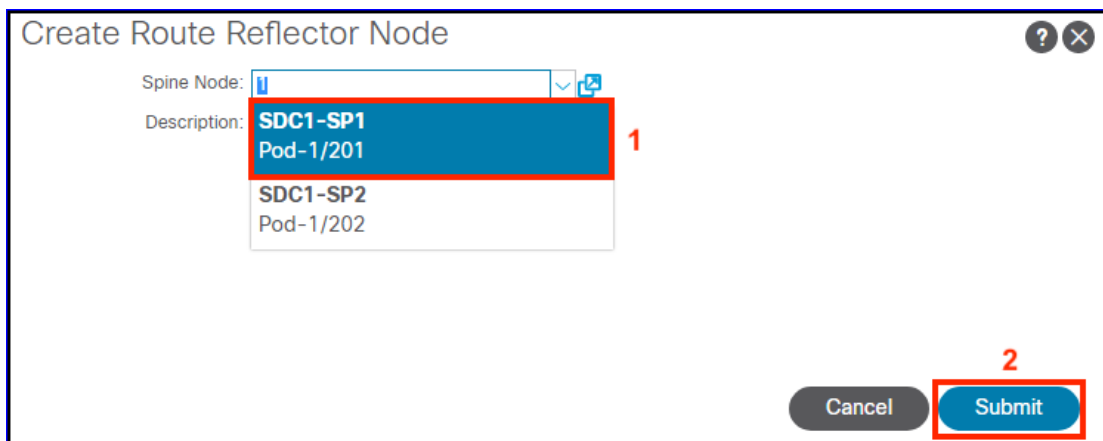 Create Route Reflector Node
Spine Node: 1
Description:
SDC1-SP1
Pod-1/201
1
SDC1-SP2
Pod-1/202
2
Cancel Submit